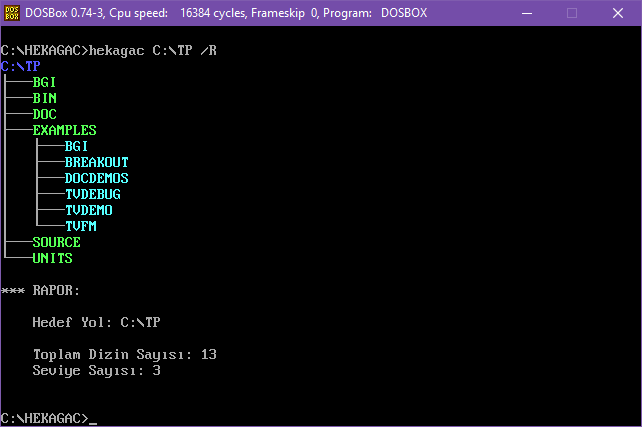 DOSBox 0.74-3, Cpu speed:    16384 cycles, Frameskip  0, Program:   DOSBOX
C:\HEKAGAC>hekagac C:\TP /R
C:\TP
├───BGI
├───BIN
├───DOC
├───EXAMPLES
│   ├───BGI
│   ├───BREAKOUT
│   ├───DOCDEMOS
│   ├───TVDEBUG
│   ├───TVDEMO
│   └───TVFM
├───SOURCE
└───UNITS
*** RAPOR:
    Hedef Yol: C:\TP
    Toplam Dizin Sayısı: 13
    Seviye Sayısı: 3
C:\HEKAGAC>_